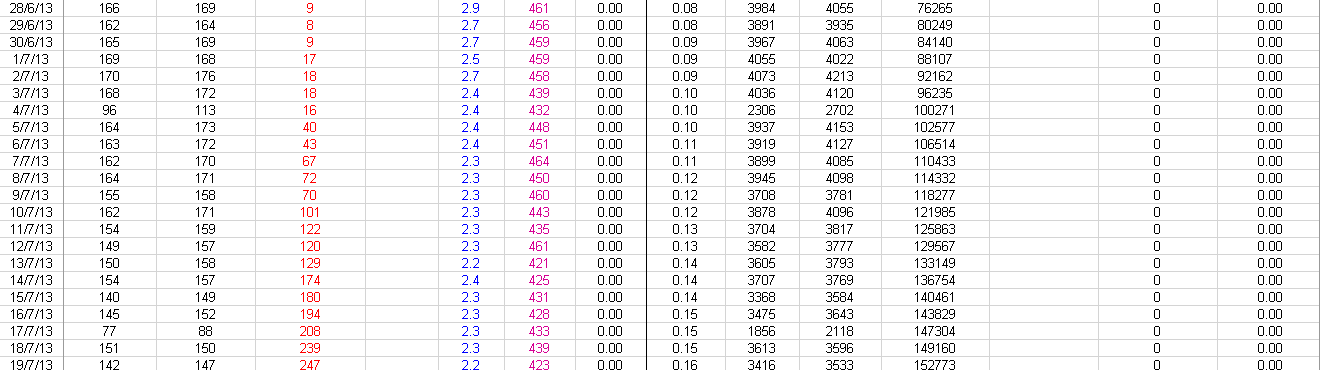 28/6/13 166 169 9 2.9 461 0.00 0.08 3984 4055 76265 0 0.00
29/6/13 162 164 8 2.7 456 0.00 0.08 3891 3935 80249 0 0.00
30/6/13 165 169 9 2.7 459 0.00 0.09 3967 4063 84140 0 0.00
1/7/13 169 168 17 2.5 459 0.00 0.09 4055 4022 88107 0 0.00
2/7/13 170 176 18 2.7 458 0.00 0.09 4073 4213 92162 0 0.00
3/7/13 168 172 18 2.4 439 0.00 0.10 4036 4120 96235 0 0.00
4/7/13 96 113 16 2.4 432 0.00 0.10 2306 2702 100271 0 0.00
5/7/13 164 173 40 2.4 448 0.00 0.10 3937 4153 102577 0 0.00
6/7/13 163 172 43 2.4 451 0.00 0.11 3919 4127 106514 0 0.00
7/7/13 162 170 67 2.3 464 0.00 0.11 3899 4085 110433 0 0.00
8/7/13 164 171 72 2.3 450 0.00 0.12 3945 4098 114332 0 0.00
9/7/13 155 158 70 2.3 460 0.00 0.12 3708 3781 118277 0 0.00
10/7/13 162 171 101 2.3 443 0.00 0.12 3878 4096 121985 0 0.00
11/7/13 154 159 122 2.3 435 0.00 0.13 3704 3817 125863 0 0.00
12/7/13 149 157 120 2.3 461 0.00 0.13 3582 3777 129567 0 0.00
13/7/13 150 158 129 2.2 421 0.00 0.14 3605 3793 133149 0 0.00
14/7/13 154 157 174 2.4 425 0.00 0.14 3707 3769 136754 0 0.00
15/7/13 140 149 180 2.3 431 0.00 0.14 3368 3584 140461 0 0.00
16/7/13 145 152 194 2.3 428 0.00 0.15 3475 3643 143829 0 0.00
17/7/13 77 88 208 2.3 433 0.00 0.15 1856 2118 147304 0 0.00
18/7/13 151 150 239 2.3 439 0.00 0.15 3613 3596 149160 0 0.00
19/7/13 142 147 247 2.2 423 0.00 0.16 3416 3533 152773 0 0.00